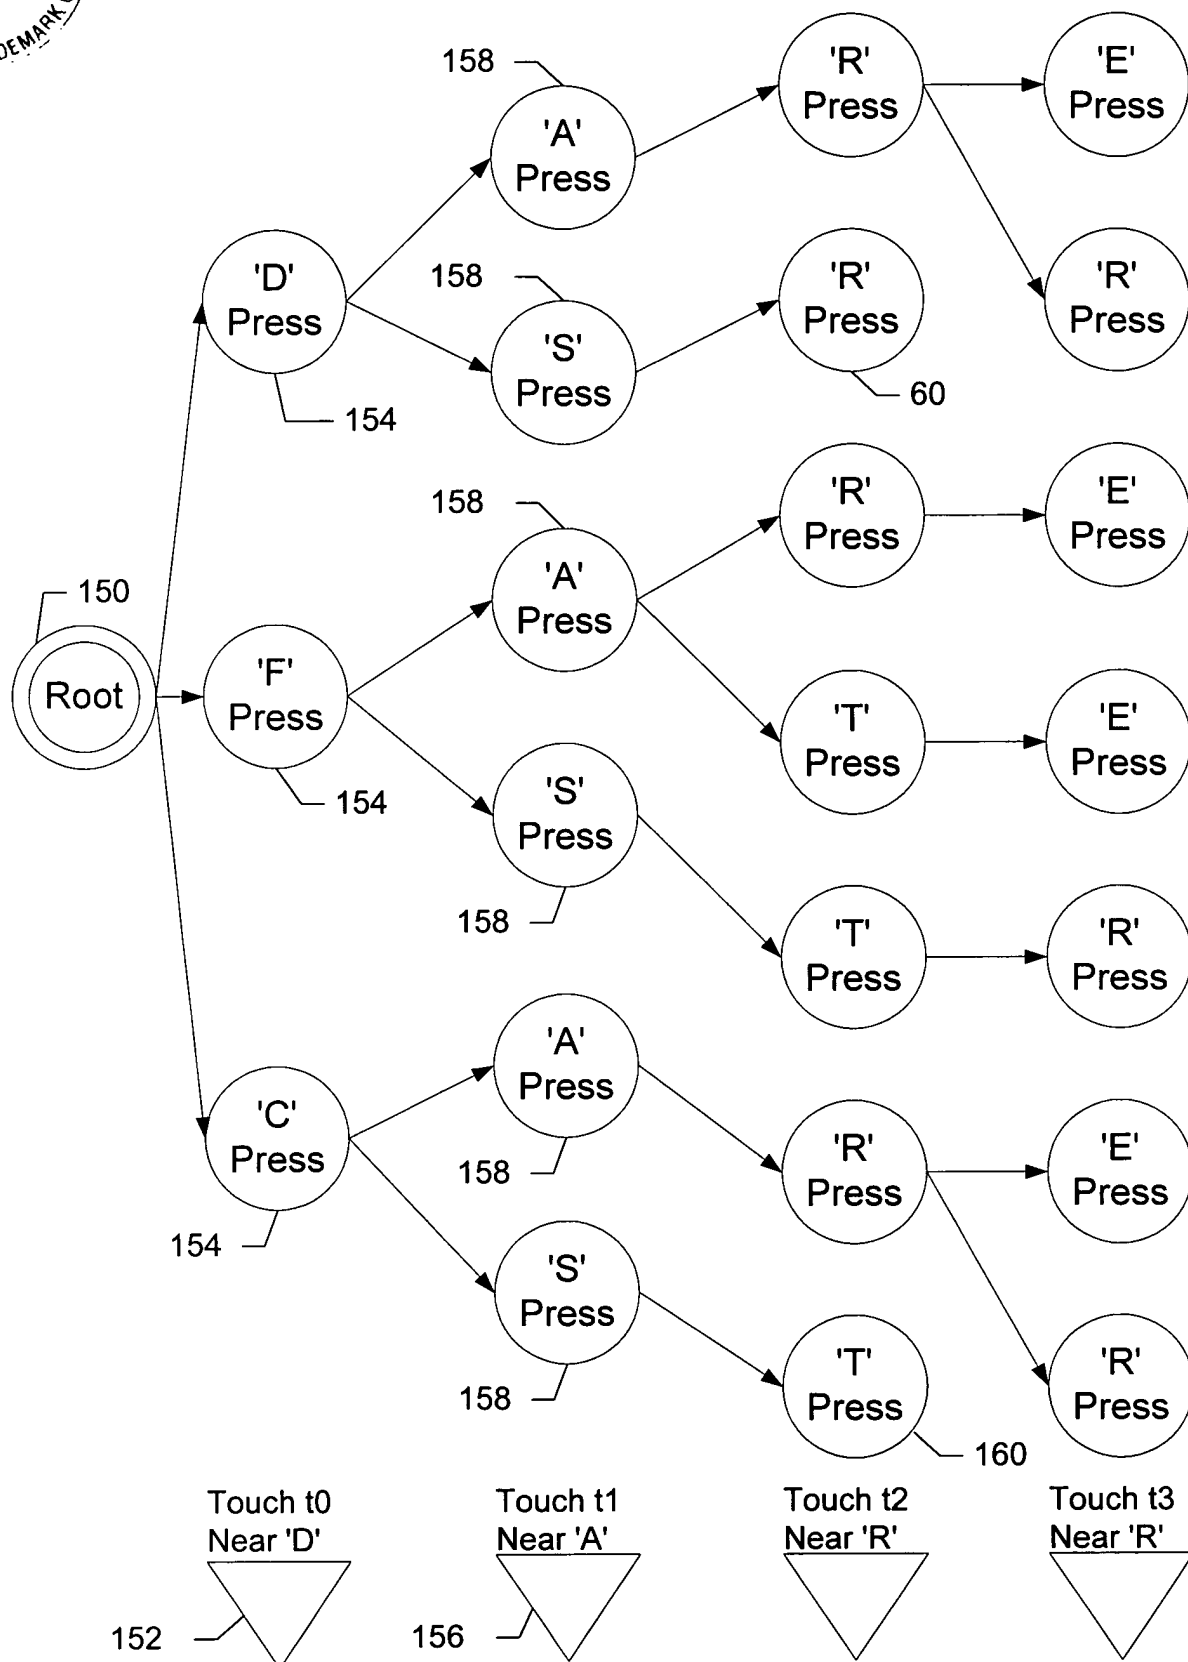 DEMARK
158
'A'
Press
'R'
Press
'E'
Press
'D'
Press
154
158
'S'
Press
'R'
Press
60
'R'
Press
158
'A'
Press
'R'
Press
'E'
Press
150
Root
'F'
Press
154
'T'
Press
'E'
Press
'S'
Press
158
'T'
Press
'R'
Press
'C'
Press
154
'A'
Press
158
'R'
Press
'E'
Press
'S'
Press
158
'T'
Press
160
'R'
Press
Touch t0
Near 'D'
Touch t1
Near 'A'
Touch t2
Near 'R'
Touch t3
Near 'R'
152
156